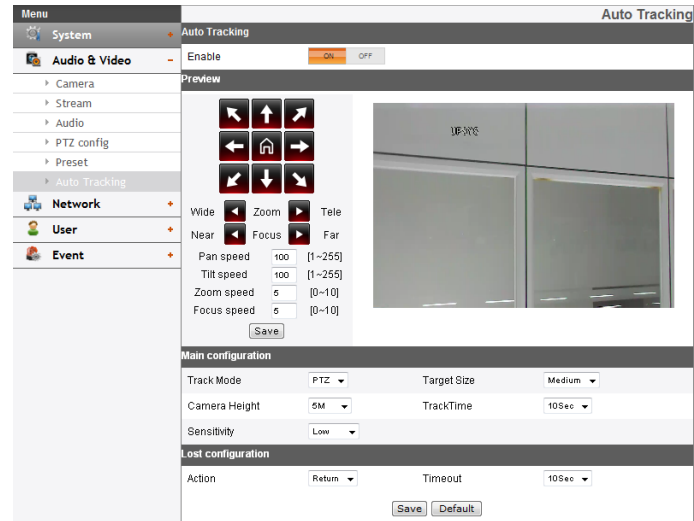 Menu
Auto Tracking
System +
Auto Tracking
Audio & Video -
Enable ON OFF
Preview
Camera
Stream
Audio
PTZ config
Preset
Auto Tracking
Network +
User +
Event +
Wide Zoom Tele
Near Focus Far
Pan speed 100 [1~255]
Tilt speed 100 [1~255]
Zoom speed 5 [0~10]
Focus speed 5 [0~10]
Save
Main configuration
Track Mode PTZ Target Size Medium
Camera Height 5M TrackTime 10Sec
Sensitivity Low
Lost configuration
Action Return Timeout 10Sec
Save Default